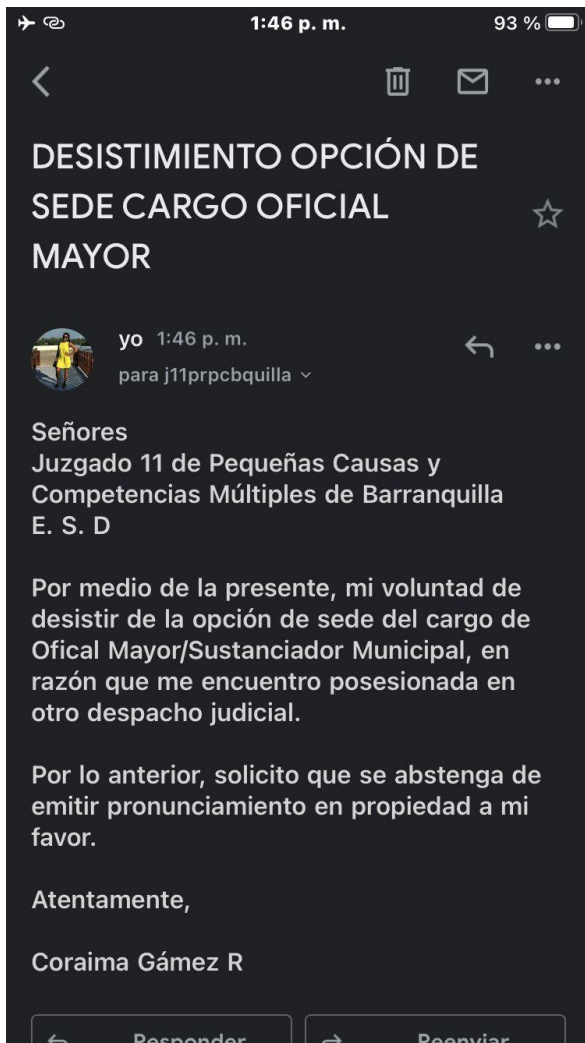 1:46 p. m.
93 %
DESISTIMIENTO OPCIÓN DE
SEDE CARGO OFICIAL
MAYOR
yo 1:46 p. m.
para j11prpcbquilla
Señores
Juzgado 11 de Pequeñas Causas y
Competencias Múltiples de Barranquilla
E. S. D
Por medio de la presente, mi voluntad de
desistir de la opción de sede del cargo de
Ofical Mayor/Sustanciador Municipal, en
razón que me encuentro posesionada en
otro despacho judicial.
Por lo anterior, solicito que se abstenga de
emitir pronunciamiento en propiedad a mi
favor.
Atentamente,
Coraima Gámez R
Responder
Reenviar